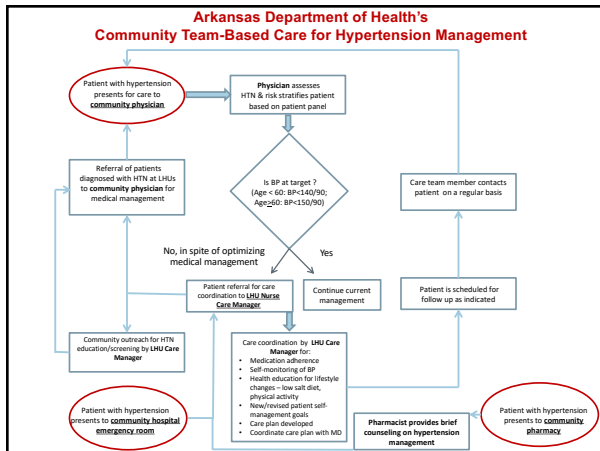 Arkansas Department of Health's
Community Team-Based Care for Hypertension Management
Patient with hypertension
presents for care to
community physician
Physician assesses
HTN & risk stratifies patient
based on patient panel
Referral of patients
diagnosed with HTN at LHUs
to community physician for
medical management
Is BP at target ?
(Age < 60: BP<140/90;
Age>60: BP<150/90)
Care team member contacts
patient on a regular basis
No, in spite of optimizing
medical management
Yes
Patient referral for care
coordination to LHU Nurse
Care Manager
Continue current
management
Patient is scheduled for
follow up as indicated
Community outreach for HTN
education/screening by LHU Care
Manager
Care coordination by LHU Care
Manager for:
• Medication adherence
• Self-monitoring of BP
• Health education for lifestyle
changes – low salt diet,
physical activity
• New/revised patient self-
management goals
• Care plan developed
• Coordinate care plan with MD
Patient with hypertension
presents to community hospital
emergency room
Pharmacist provides brief
counseling on hypertension
management
Patient with hypertension
presents to community
pharmacy